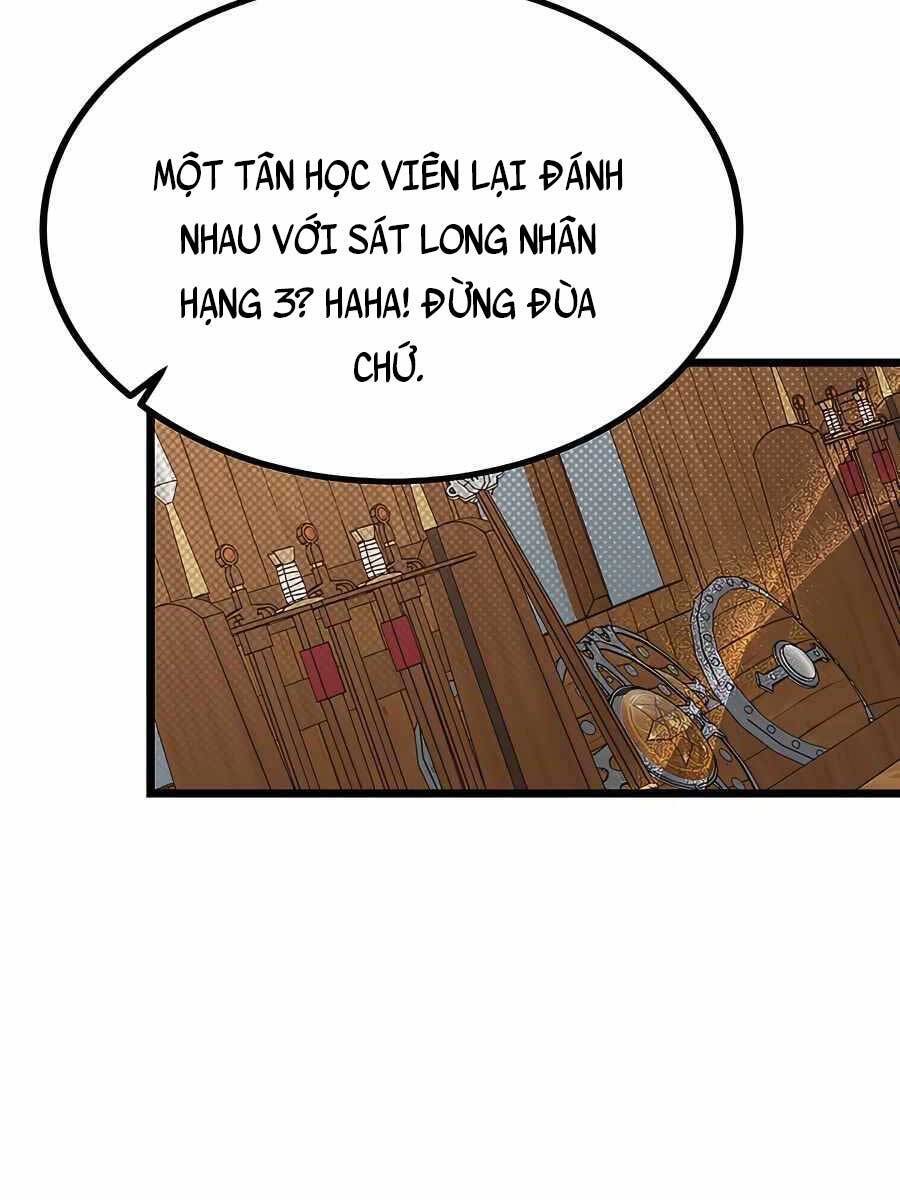 MỘT TÂN HỌC VIÊN LẠI ĐÁNH
NHAU VỚI SÁT LONG NHÂN
HẠNG 3? HAHA! ĐỪNG ĐÙA
CHỨ.